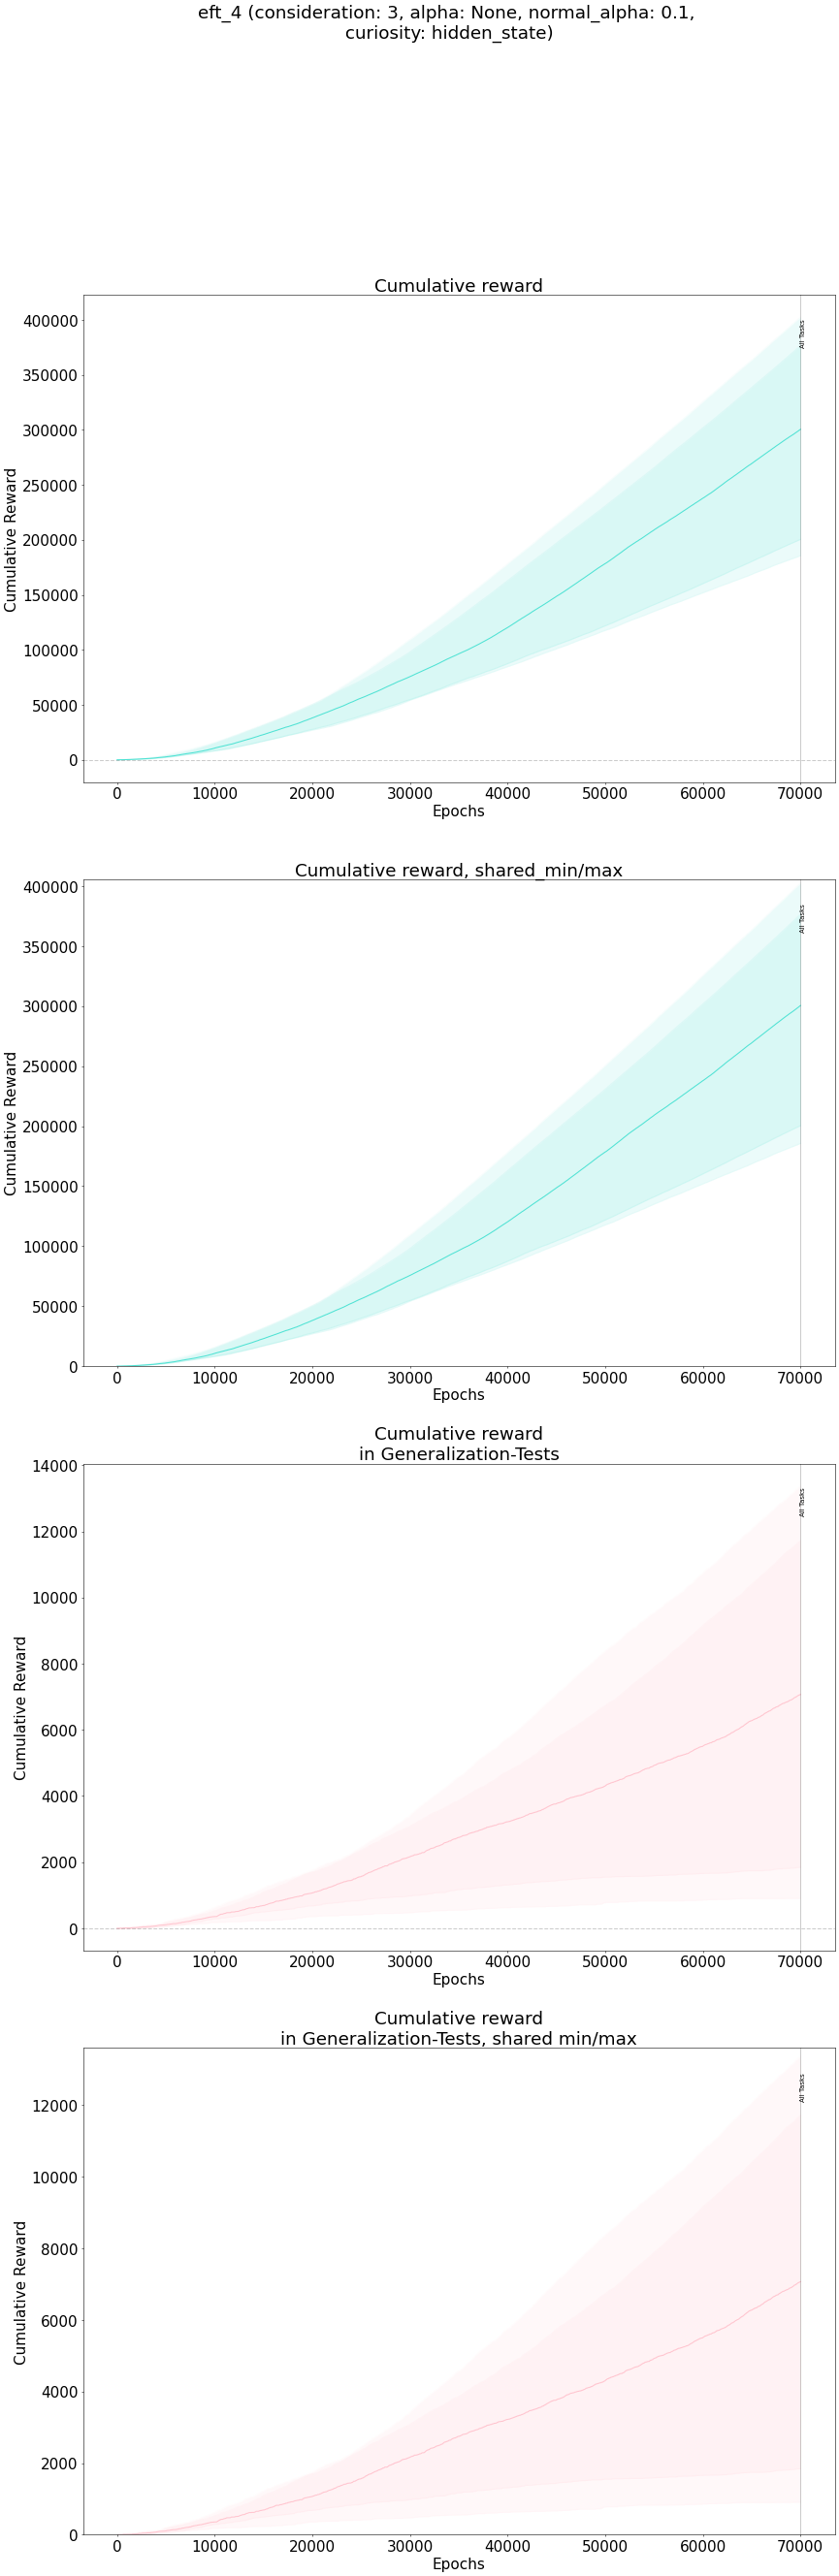 eft_4 (consideration: 3, alpha: None, normal_alpha: 0.1,
curiosity: hidden_state)
Cumulative reward
400000
350000
300000
250000
200000
150000
100000
50000
0
Cumulative Reward
All Tasks
0 10000 20000 30000 40000 50000 60000 70000
Epochs
Cumulative reward, shared_min/max
400000
350000
300000
250000
200000
150000
100000
50000
0
Cumulative Reward
All Tasks
0 10000 20000 30000 40000 50000 60000 70000
Epochs
Cumulative reward
in Generalization-Tests
14000
12000
10000
8000
6000
4000
2000
0
Cumulative Reward
All Tasks
0 10000 20000 30000 40000 50000 60000 70000
Epochs
Cumulative reward
in Generalization-Tests, shared min/max
12000
10000
8000
6000
4000
2000
0
Cumulative Reward
All Tasks
0 10000 20000 30000 40000 50000 60000 70000
Epochs